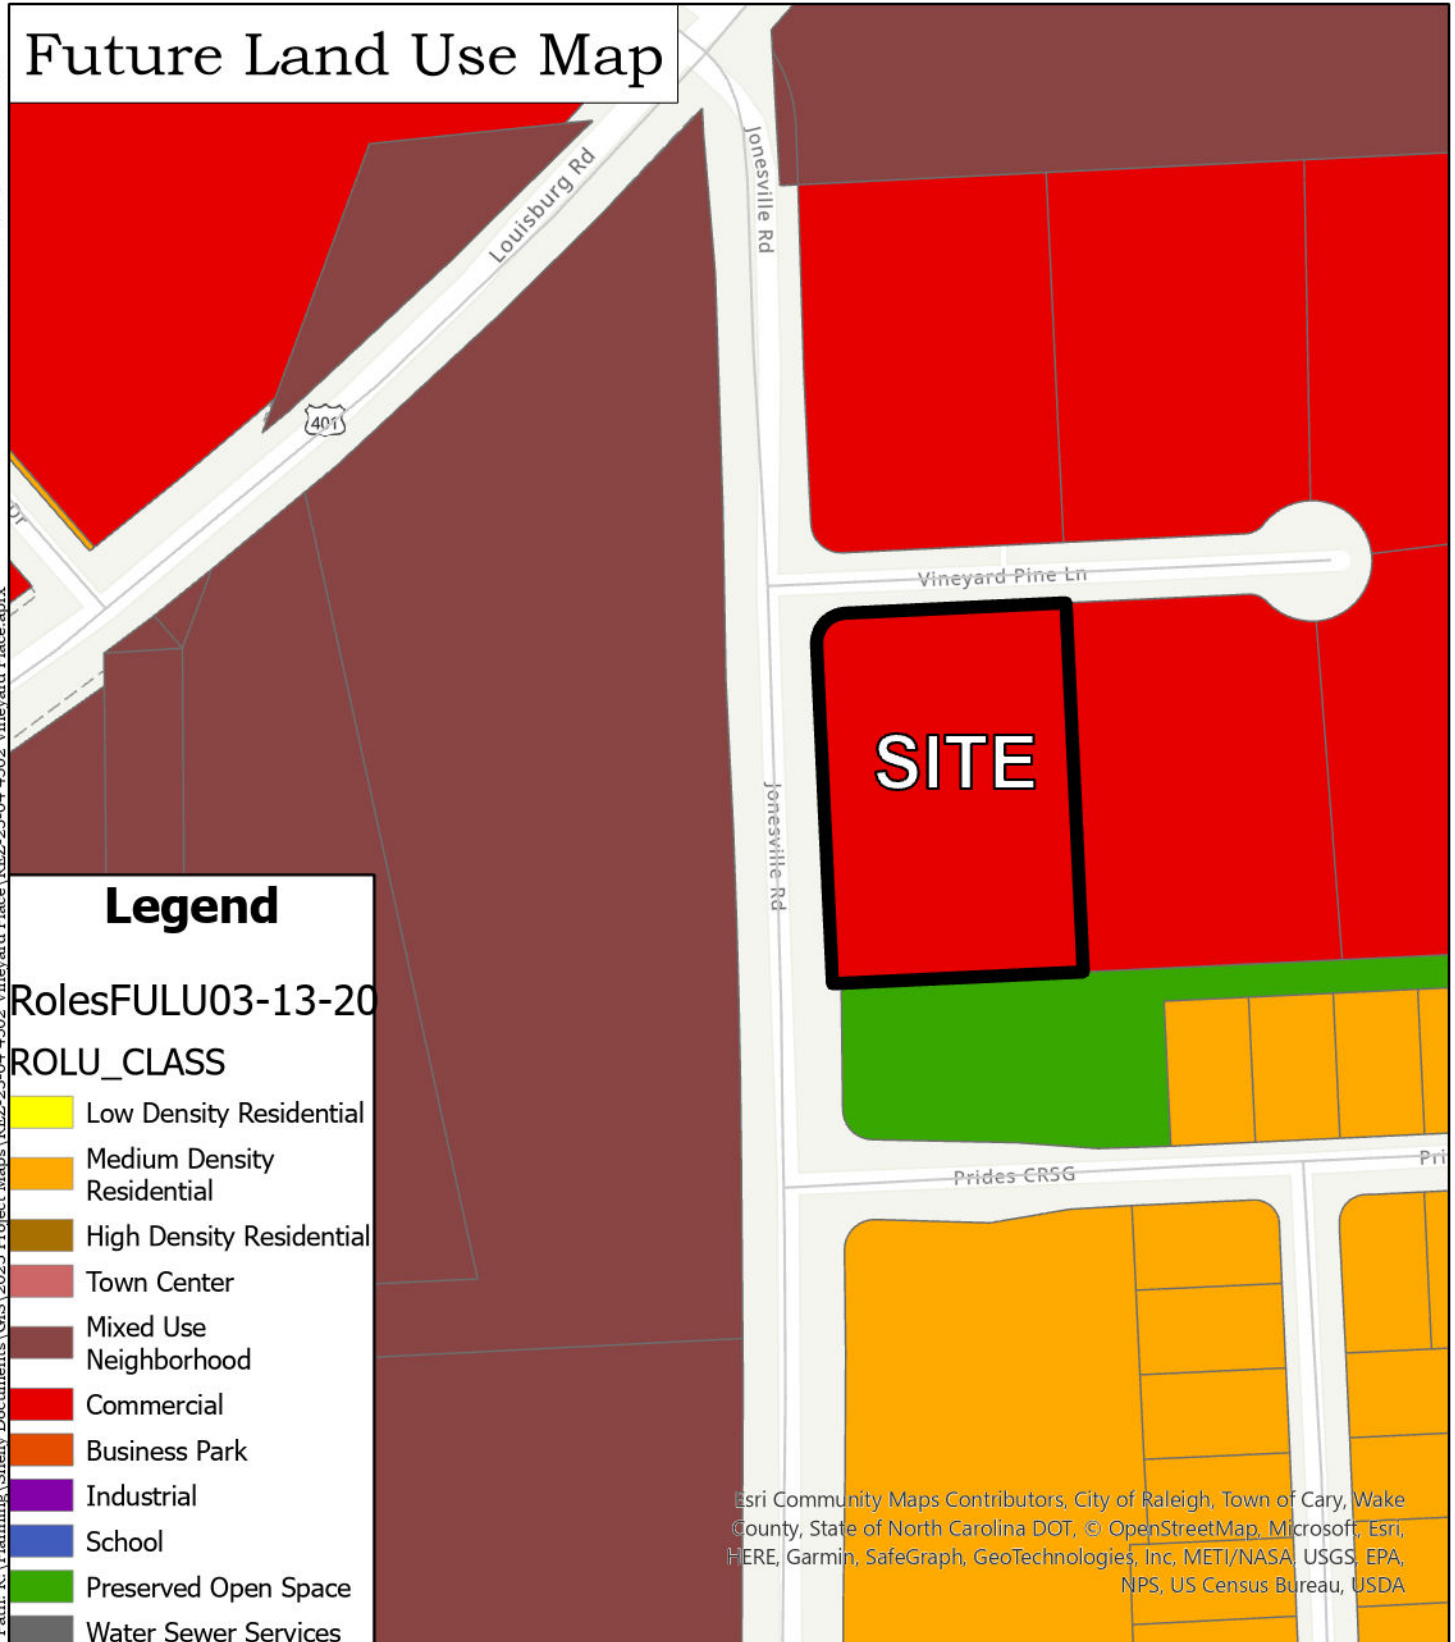 Future Land Use Map
Jonesville Rd
Louisburg Rd
401
Dr
Vineyard Pine Ln
SITE
Jonesville Rd
Prides CRSG
Pri
Legend
RolesFULU03-13-20
ROLU_CLASS
Low Density Residential
Medium Density
Residential
High Density Residential
Town Center
Mixed Use
Neighborhood
Commercial
Business Park
Industrial
School
Preserved Open Space
Water Sewer Services
Esri Community Maps Contributors, City of Raleigh, Town of Cary, Wake
County, State of North Carolina DOT, © OpenStreetMap, Microsoft, Esri,
HERE, Garmin, SafeGraph, GeoTechnologies, Inc, METI/NASA, USGS, EPA,
NPS, US Census Bureau, USDA